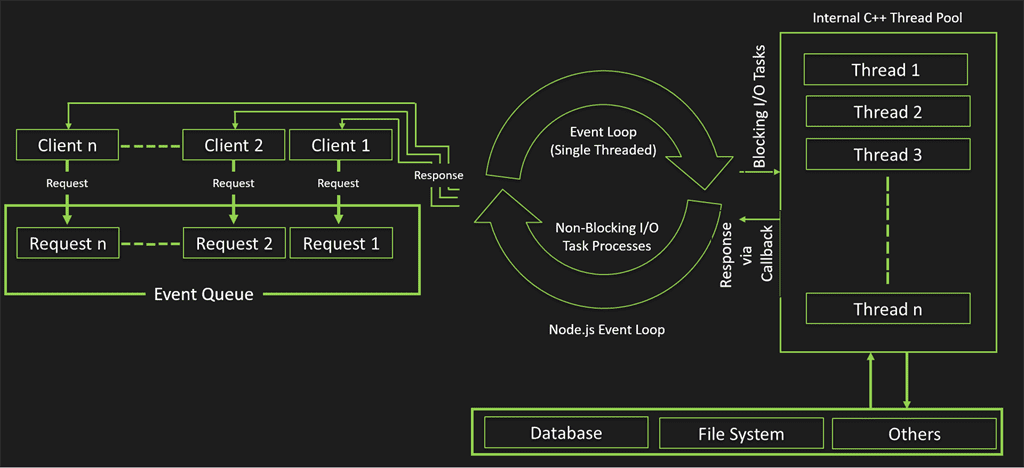 Internal C++ Thread Pool
Client n
Client 2
Client 1
Request
Request
Request
Response
Request n
Request 2
Request 1
Event Queue
Event Loop
(Single Threaded)
Non-Blocking I/O
Task Processes
Node.js Event Loop
Blocking I/O Tasks
Response
via
Callback
Thread 1
Thread 2
Thread 3
Thread n
Database
File System
Others